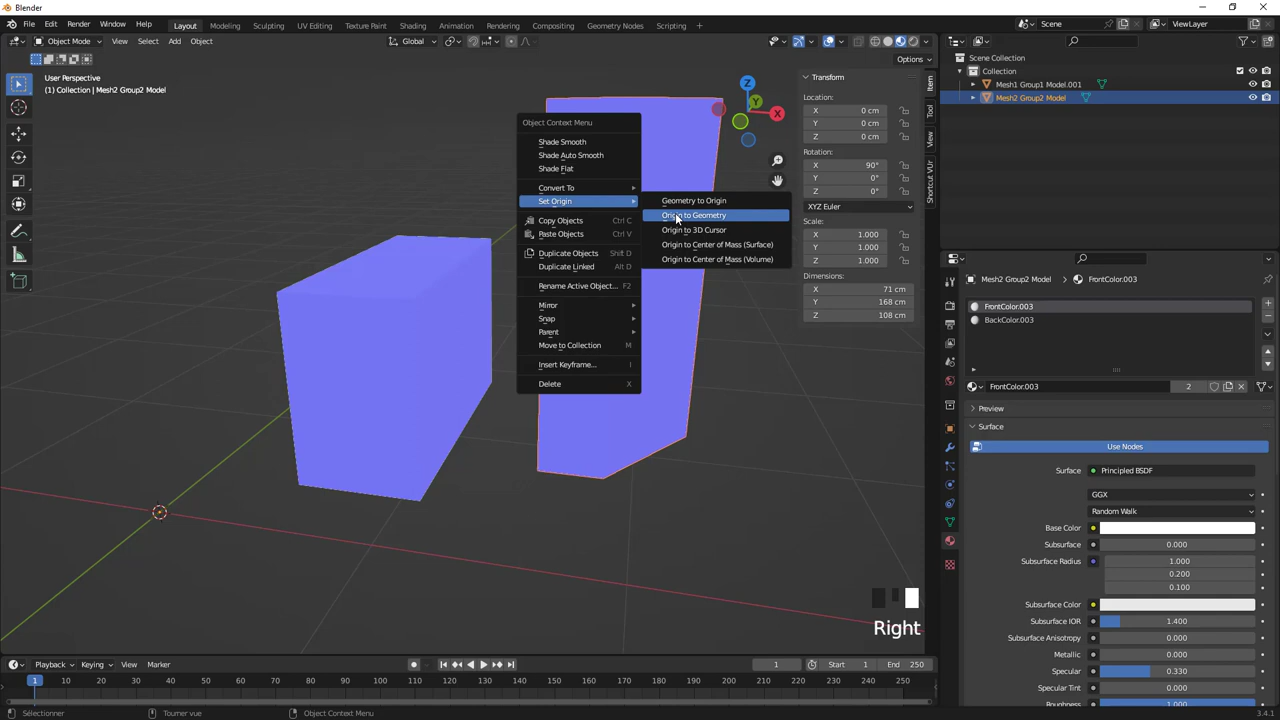 Blender
File Edit Render Window Help Layout Modeling Sculpting UV Editing Texture Paint Shading Animation Rendering Compositing Geometry Nodes Scripting Scene ViewLayer
Object Mode View Select Add Object Global
Options
User Perspective
(1) Collection | Mesh2 Group2 Model
Z
Y
X
Object Context Menu
Shade Smooth
Shade Auto Smooth
Shade Flat
Convert To
Set Origin
Copy Objects Ctrl C
Paste Objects Ctrl V
Duplicate Objects Shift D
Duplicate Linked Alt D
Rename Active Object... F2
Mirror
Snap
Parent
Move to Collection M
Insert Keyframe... I
Delete X
Geometry to Origin
Origin to Geometry
Origin to 3D Cursor
Origin to Center of Mass (Surface)
Origin to Center of Mass (Volume)
Transform
Location:
X 0 cm
Y 0 cm
Z 0 cm
Rotation:
X 90°
Y 0°
Z 0°
XYZ Euler
Scale:
X 1.000
Y 1.000
Z 1.000
Dimensions:
X 71 cm
Y 168 cm
Z 108 cm
Item
Tool
View
Shortcut VUr
Scene Collection
Collection
Mesh1 Group1 Model.001
Mesh2 Group2 Model
Mesh2 Group2 Model FrontColor.003
FrontColor.003
BackColor.003
FrontColor.003 2
Preview
Surface
Use Nodes
Surface Principled BSDF
GGX
Random Walk
Base Color
Subsurface 0.000
Subsurface Radius 1.000
0.200
0.100
Subsurface Color
Subsurface IOR 1.400
Subsurface Anisotropy 0.000
Metallic 0.000
Specular 0.330
Specular Tint 0.000
Roughness 1.000
Right
Playback Keying View Marker 1 Start 1 End 250
1 10 20 30 40 50 60 70 80 90 100 110 120 130 140 150 160 170 180 190 200 210 220 230 240 250
Sélectionner Tourner vue Object Context Menu 3.4.1